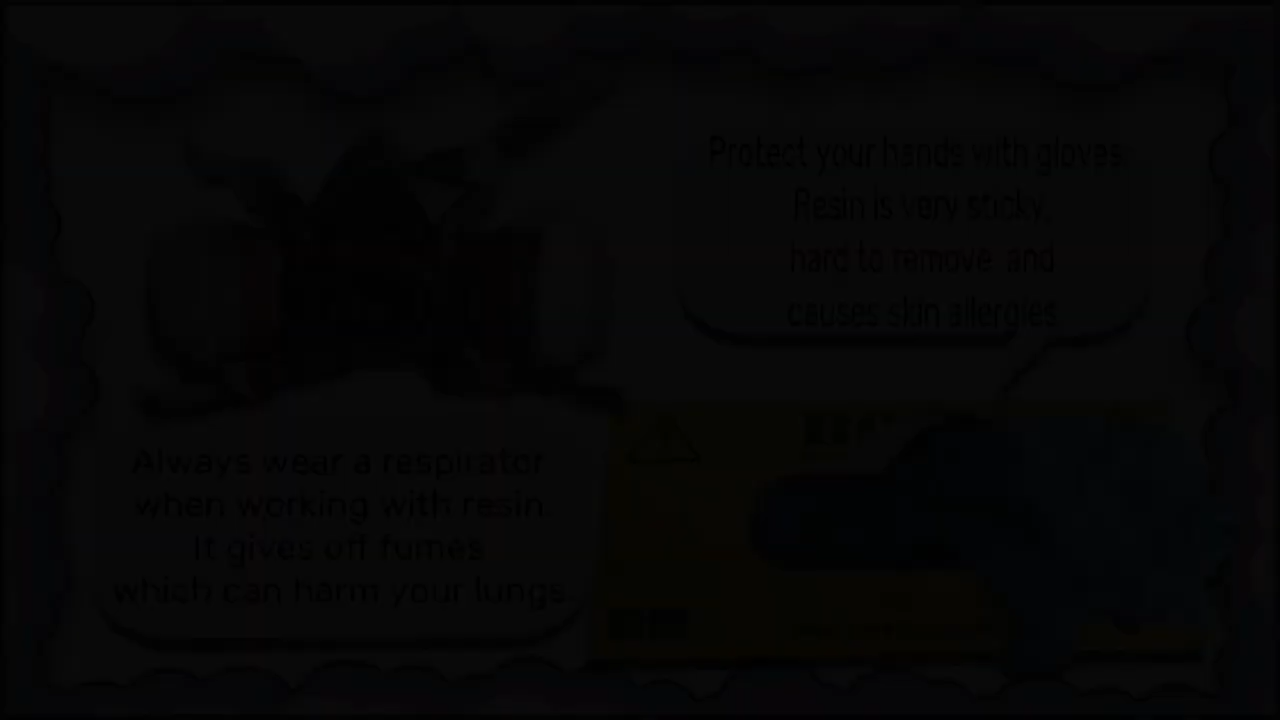 Protect your hands with gloves.
Resin is very sticky,
hard to remove, and
causes skin allergies
Always wear a respirator
when working with resin.
It gives off fumes
which can harm your lungs